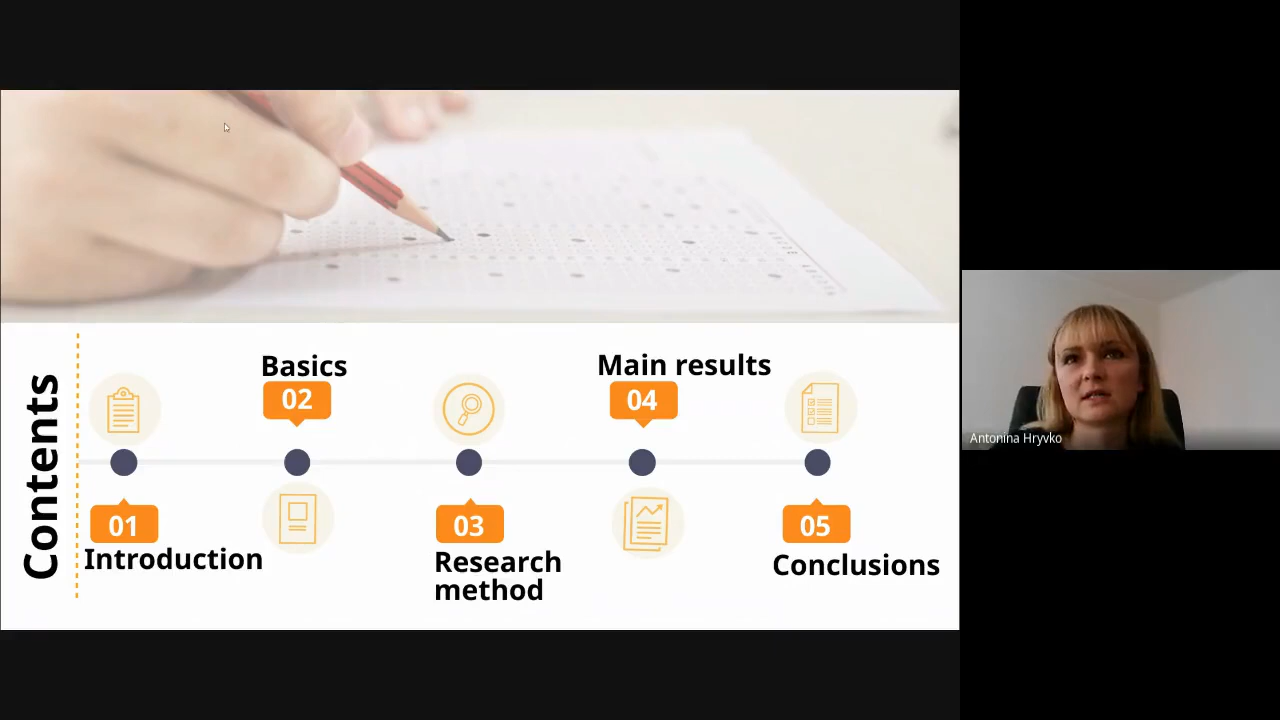 Contents
01
Introduction
Basics
02
03
Research
method
Main results
04
05
Conclusions
Antonina Hryvko